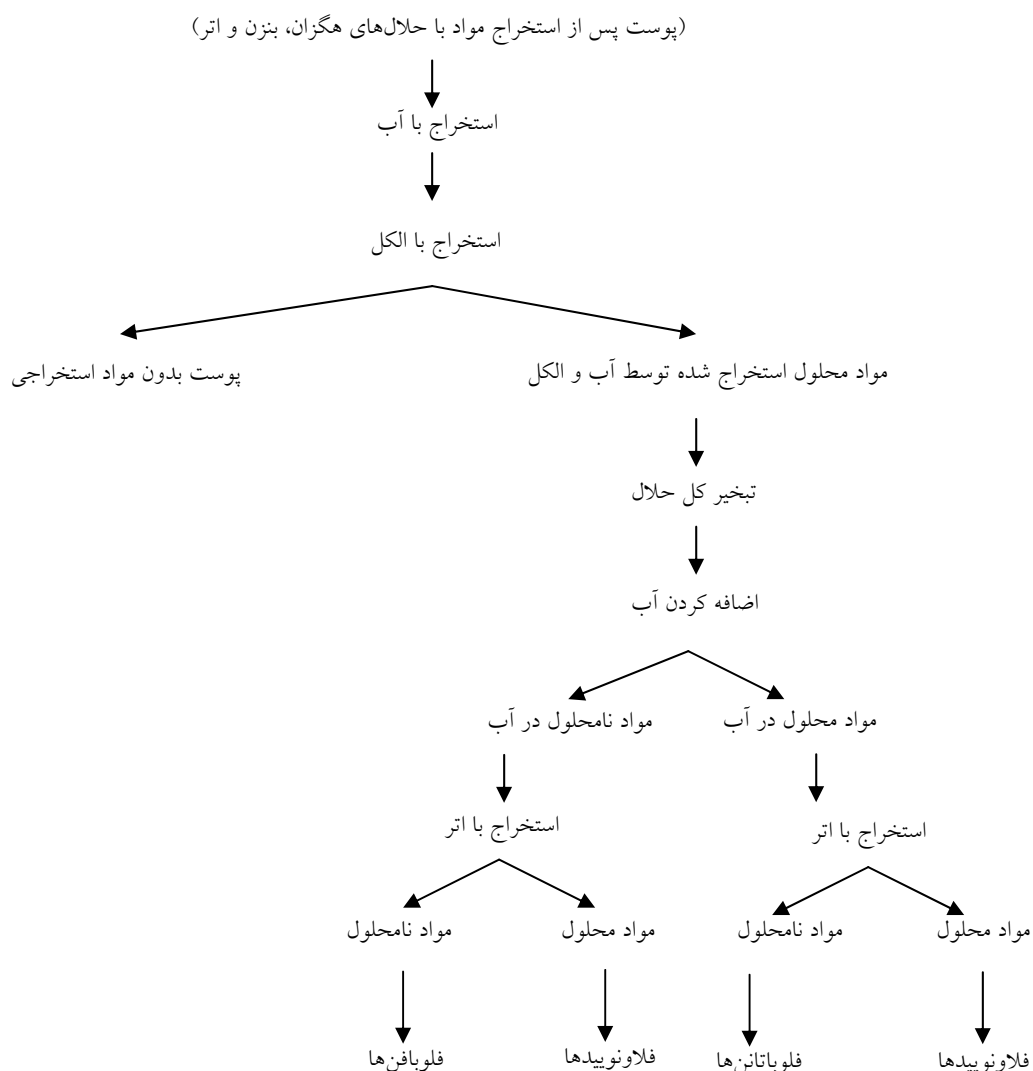 (پوست پس از استخراج مواد با حلال‌های هگزان، بنزن و اتر)
استخراج با آب
استخراج با الکل
مواد محلول استخراج شده توسط آب و الکل
پوست بدون مواد استخراجی
تبخیر کل حلال
اضافه کردن آب
مواد محلول در آب
مواد نامحلول در آب
استخراج با اتر
استخراج با اتر
مواد محلول
مواد نامحلول
مواد محلول
مواد نامحلول
فلاونوییدها
فلوباتانن‌ها
فلاونوییدها
فلوبافن‌ها